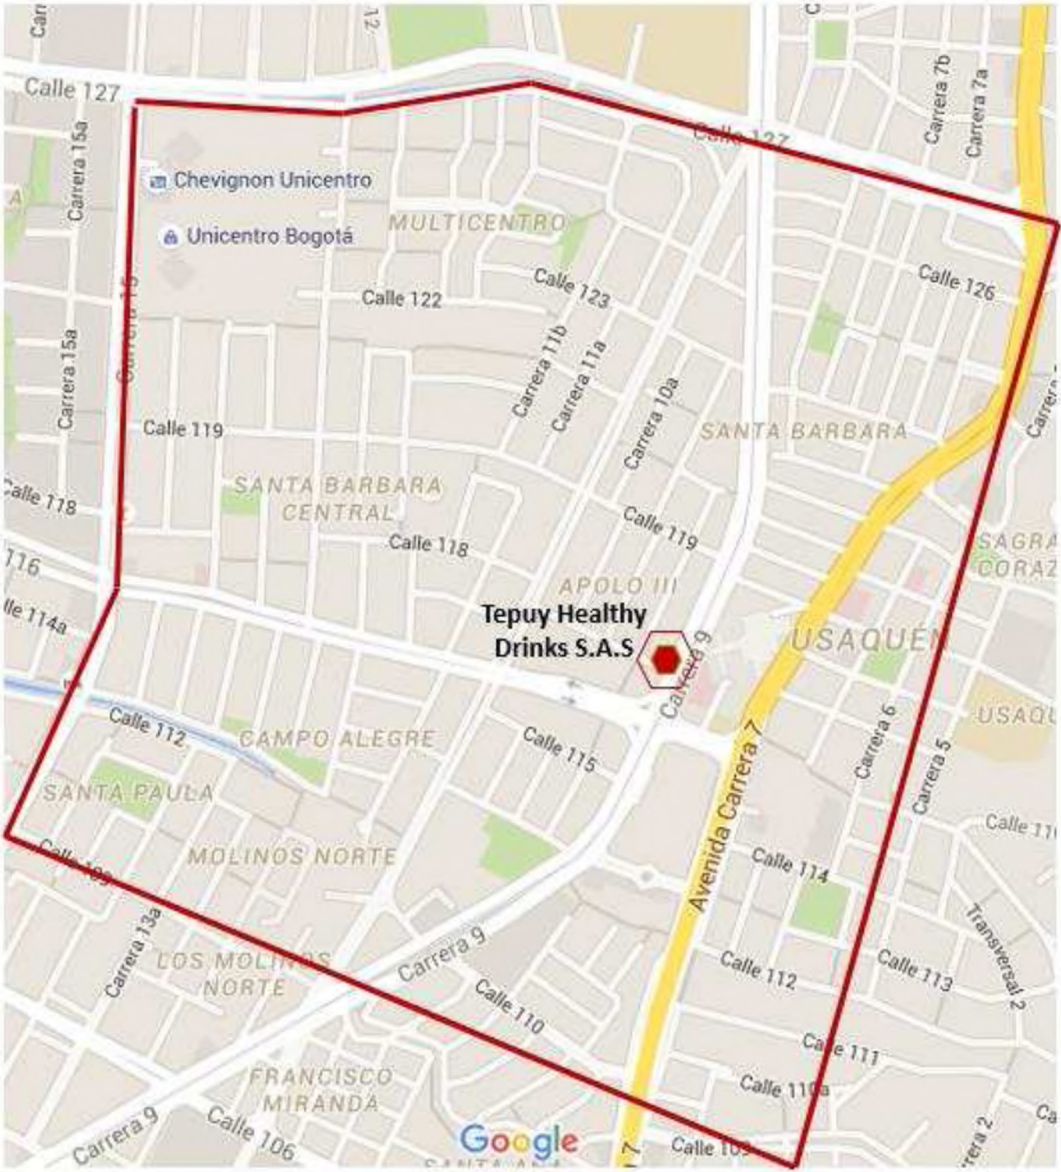 Calle 127
Carrera 7b
Carrera 7a
Carrera 15a
Calle 127
Chevignon Unicentro
Unicentro Bogotá
MULTICENTRO
Calle 126
Calle 123
Calle 122
Carrera 15
Carrera 15a
Carrera 11b
Carrera 11a
Carrera 10a
Calle 119
SANTA BARBARA
SANTA BARBARA
CENTRAL
Calle 118
Calle 119
Calle 118
116
APOLO III
Tepuy Healthy
Drinks S.A.S
USAQUÉN
Carrera 9
Calle 112
CAMPO ALEGRE
Calle 115
Carrera 6
Carrera 5
Avenida Carrera 7
SANTA PAULA
MOLINOS NORTE
Calle 109
Calle 114
Carrera 13a
LOS MOLINOS
NORTE
Carrera 9
Calle 112
Calle 113
Transversal 2
Calle 110
Calle 111
FRANCISCO
MIRANDA
Calle 110a
Carrera 9
Calle 106
Google
Calle 109